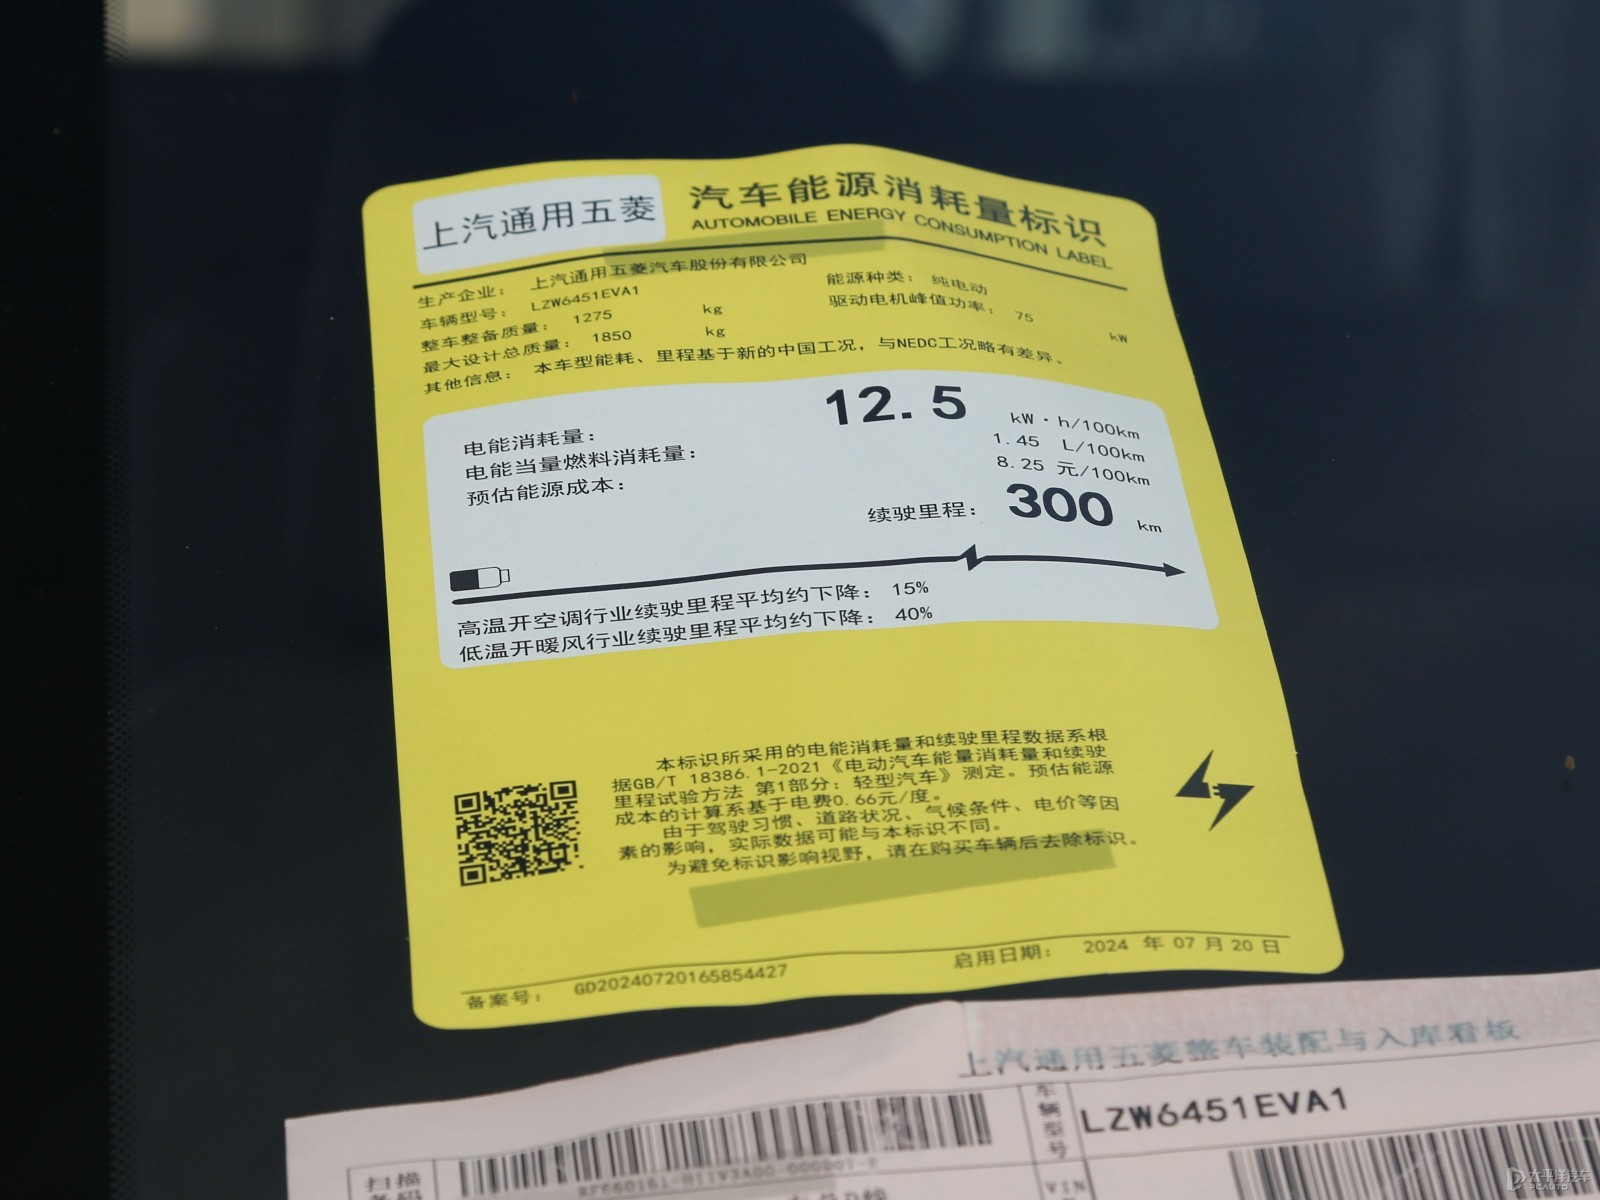 上汽通用五菱
汽车能源消耗量标识
AUTOMOBILE ENERGY CONSUMPTION LABEL
生产企业： 上汽通用五菱汽车股份有限公司
能源种类： 纯电动
车辆型号： LZW6451EVA1
驱动电机峰值功率： 75 kW
整车整备质量： 1275 kg
最大设计总质量： 1850 kg
其他信息： 本车型能耗、里程基于新的中国工况，与NEDC工况略有差异。
电能消耗量： 12.5 kW·h/100km
电能当量燃料消耗量： 1.45 L/100km
预估能源成本： 8.25 元/100km
续驶里程： 300 km
高温开空调行业续驶里程平均约下降： 15%
低温开暖风行业续驶里程平均约下降： 40%
本标识所采用的电能消耗量和续驶里程数据系根
据GB/T 18386.1-2021《电动汽车能量消耗量和续驶
里程试验方法 第1部分：轻型汽车》测定。预估能源
成本的计算系基于电费0.66元/度。
由于驾驶习惯、道路状况、气候条件、电价等因
素的影响，实际数据可能与本标识不同。
为避免标识影响视野，请在购买车辆后去除标识。
备案号： GD20240720165854427
启用日期： 2024 年 07 月 20 日
上汽通用五菱整车装配与入库看板
扫描
车辆型号
LZW6451EVA1
VIN
太平洋汽车
PCAUTO